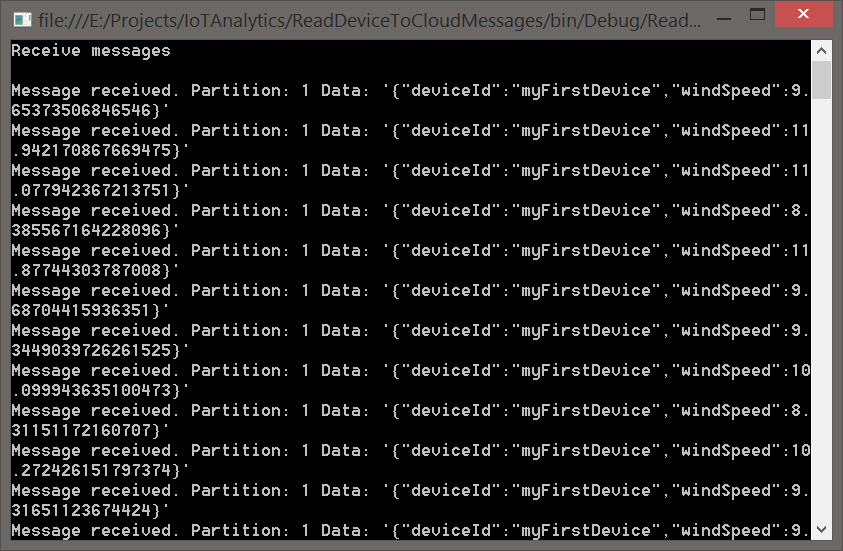 file:///E:/Projects/IoTAnalytics/ReadDeviceToCloudMessages/bin/Debug/Read...
Receive messages
Message received. Partition: 1 Data: '{"deviceId":"myFirstDevice","windSpeed":9.
65373506846546}'
Message received. Partition: 1 Data: '{"deviceId":"myFirstDevice","windSpeed":11
.942170867669475}'
Message received. Partition: 1 Data: '{"deviceId":"myFirstDevice","windSpeed":11
.077942367213751}'
Message received. Partition: 1 Data: '{"deviceId":"myFirstDevice","windSpeed":8.
385567164228096}'
Message received. Partition: 1 Data: '{"deviceId":"myFirstDevice","windSpeed":11
.87744303787008}'
Message received. Partition: 1 Data: '{"deviceId":"myFirstDevice","windSpeed":9.
68704415936351}'
Message received. Partition: 1 Data: '{"deviceId":"myFirstDevice","windSpeed":9.
3449039726261525}'
Message received. Partition: 1 Data: '{"deviceId":"myFirstDevice","windSpeed":10
.099943635100473}'
Message received. Partition: 1 Data: '{"deviceId":"myFirstDevice","windSpeed":8.
31151172160707}'
Message received. Partition: 1 Data: '{"deviceId":"myFirstDevice","windSpeed":10
.272426151797374}'
Message received. Partition: 1 Data: '{"deviceId":"myFirstDevice","windSpeed":9.
31651123674424}'
Message received. Partition: 1 Data: '{"deviceId":"myFirstDevice","windSpeed":9.